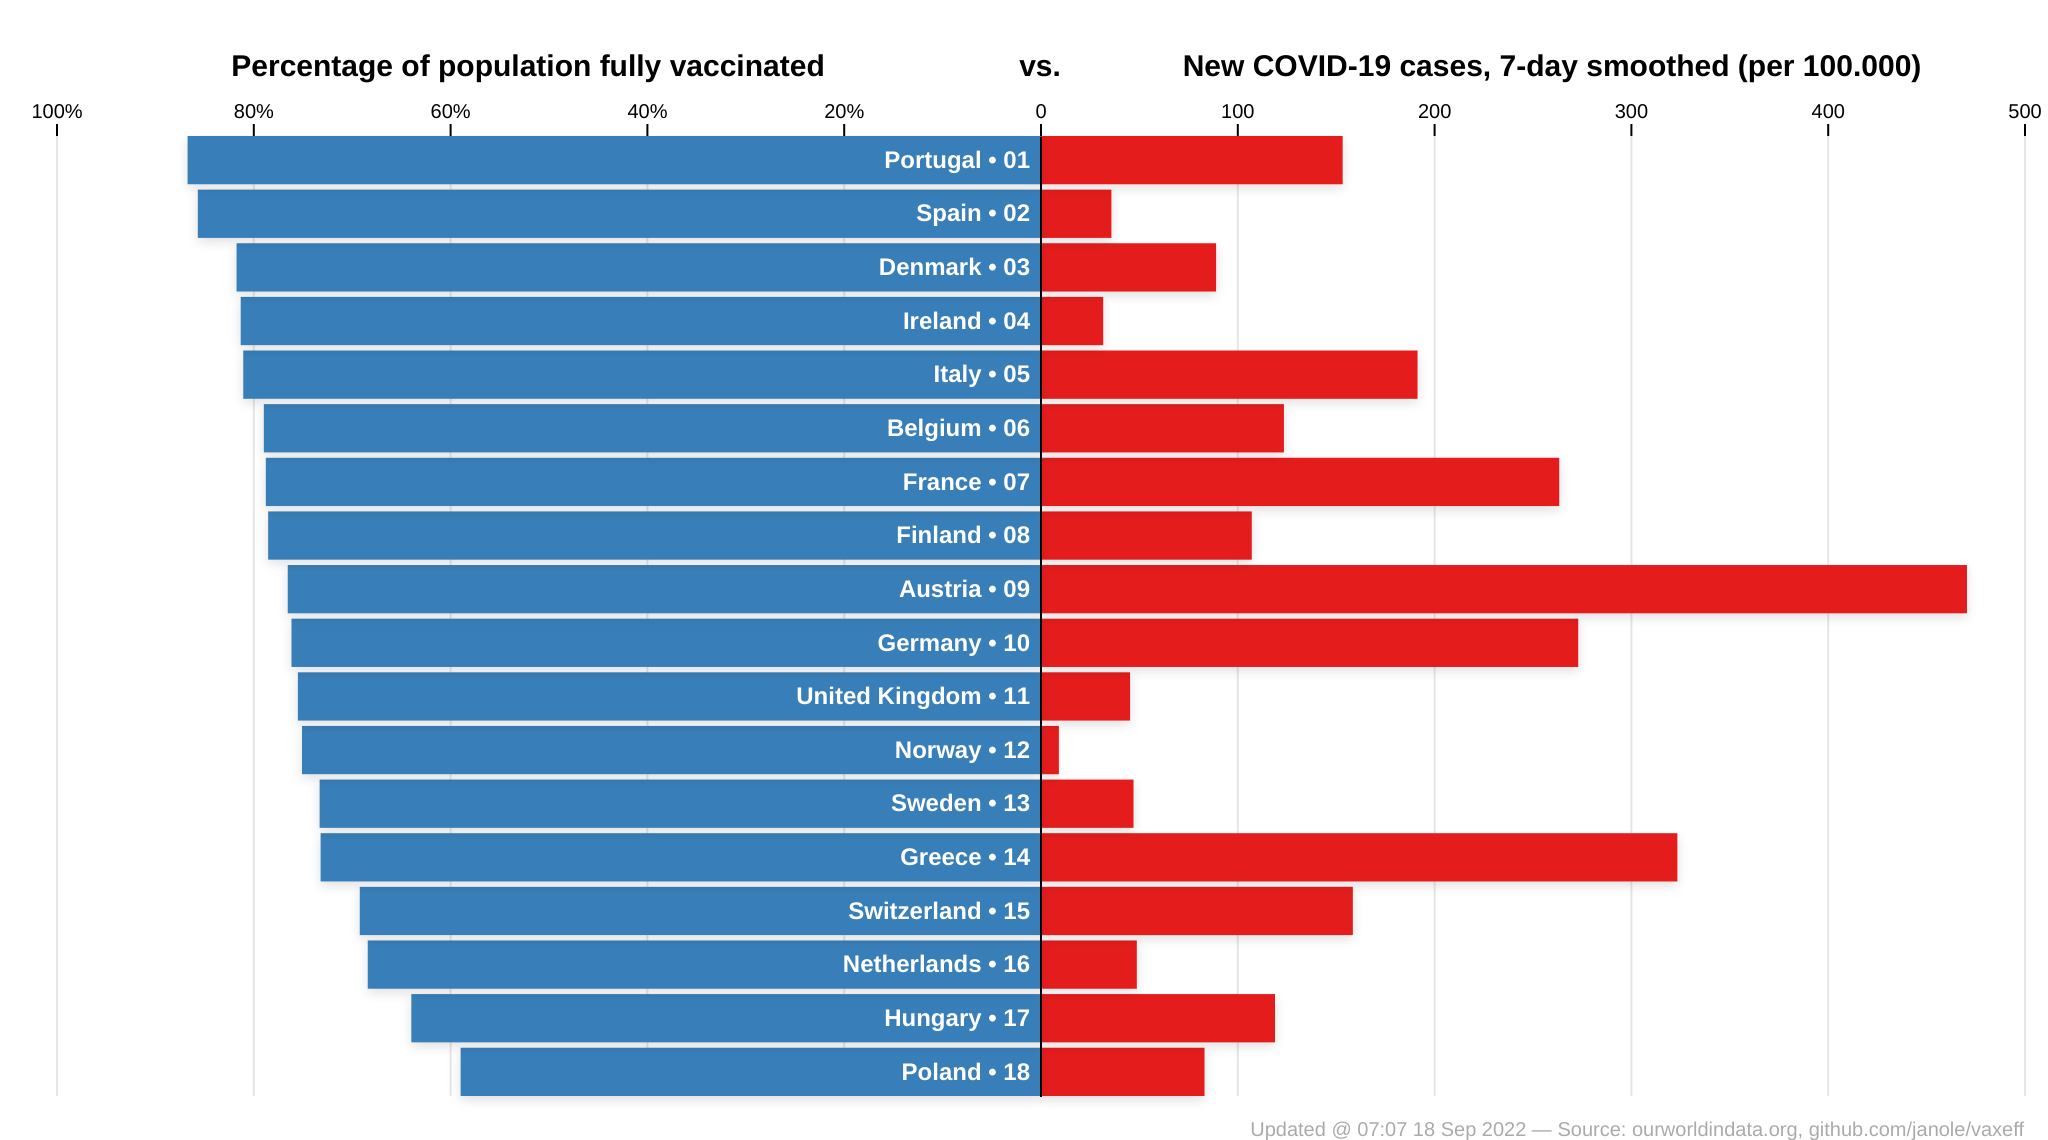 Percentage of population fully vaccinated vs. New COVID-19 cases, 7-day smoothed (per 100.000)
100% 80% 60% 40% 20% 0 100 200 300 400 500
Portugal • 01
Spain • 02
Denmark • 03
Ireland • 04
Italy • 05
Belgium • 06
France • 07
Finland • 08
Austria • 09
Germany • 10
United Kingdom • 11
Norway • 12
Sweden • 13
Greece • 14
Switzerland • 15
Netherlands • 16
Hungary • 17
Poland • 18
Updated @ 07:07 18 Sep 2022 — Source: ourworldindata.org, github.com/janole/vaxeff